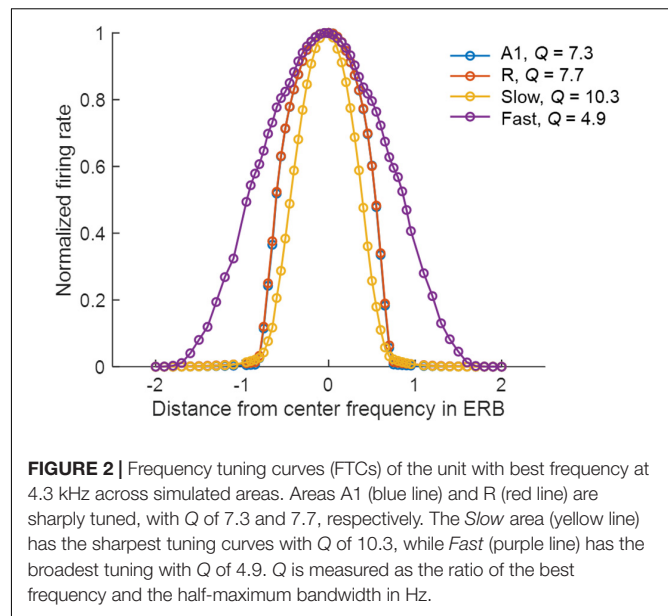 1
0.8
0.6
0.4
0.2
0
Normalized firing rate
-2
-1
0
1
2
Distance from center frequency in ERB
A1, Q = 7.3
R, Q = 7.7
Slow, Q = 10.3
Fast, Q = 4.9
FIGURE 2 | Frequency tuning curves (FTCs) of the unit with best frequency at
4.3 kHz across simulated areas. Areas A1 (blue line) and R (red line) are
sharply tuned, with Q of 7.3 and 7.7, respectively. The Slow area (yellow line)
has the sharpest tuning curves with Q of 10.3, while Fast (purple line) has the
broadest tuning with Q of 4.9. Q is measured as the ratio of the best
frequency and the half-maximum bandwidth in Hz.